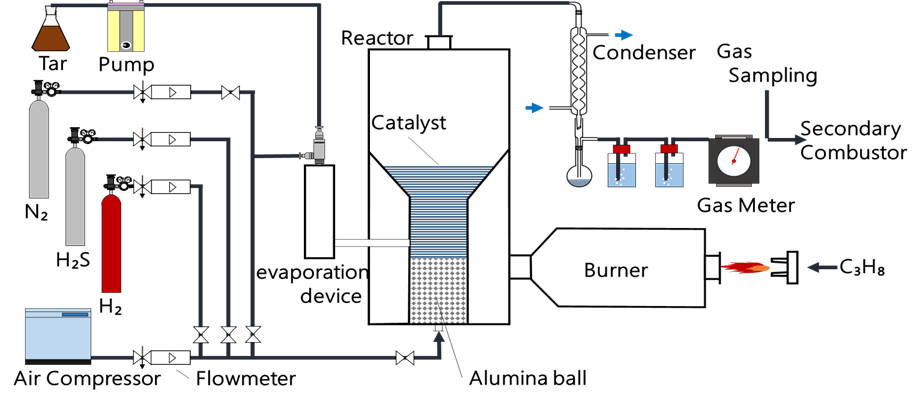 Tar
Pump
Reactor
Condenser
Gas
Sampling
Catalyst
Secondary
Combustor
Gas Meter
N₂
H₂S
H₂
evaporation
device
Burner
C₃H₈
Air Compressor
Flowmeter
Alumina ball